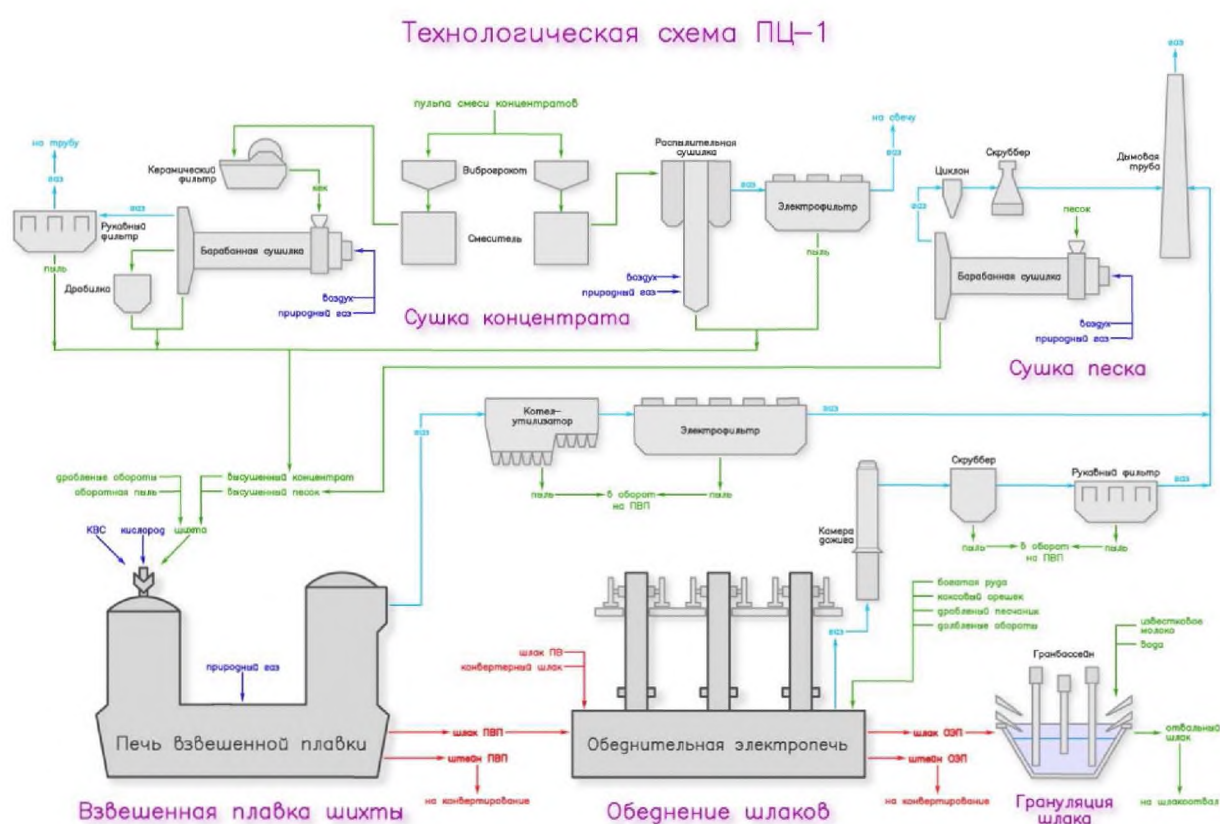 Технологическая схема ПЦ-1
газ
пульпа смеси концентратов
на трубу
газ
Керамический
фильтр
кек
Виброгрохот
Распылительная
сушилка
на свечу
газ
газ
Электрофильтр
Циклон
Скруббер
Дымовая
труба
газ
газ
Рукавный
фильтр
пыль
Барабанная сушилка
Смеситель
пыль
песок
Дробилка
Барабанная сушилка
воздух
природный газ
воздух
природный газ
воздух
природный газ
Сушка концентрата
Сушка песка
газ
Котел-
утилизатор
Электрофильтр
газ
пыль
в оборот
на ПВП
пыль
дробленые обороты
оборотная пыль
высушенный концентрат
высушенный песок
КВС
кислород
шихта
Камера
дожига
Скруббер
Рукавный фильтр
газ
пыль
в оборот
на ПВП
пыль
природный газ
шлак ПВ
конвертерный шлак
газ
богатая руда
коксовый орешек
дробленый песчаник
долбленые обороты
известковое
молоко
вода
Гранбассейн
Печь взвешенной плавки
шлак ПВП
штейн ПВП
на конвертирование
Обеднительная электропечь
шлак ОЭП
штейн ОЭП
на конвертирование
отвальный
шлак
на шлакоотвал
Взвешенная плавка шихты
Обеднение шлаков
Грануляция
шлака